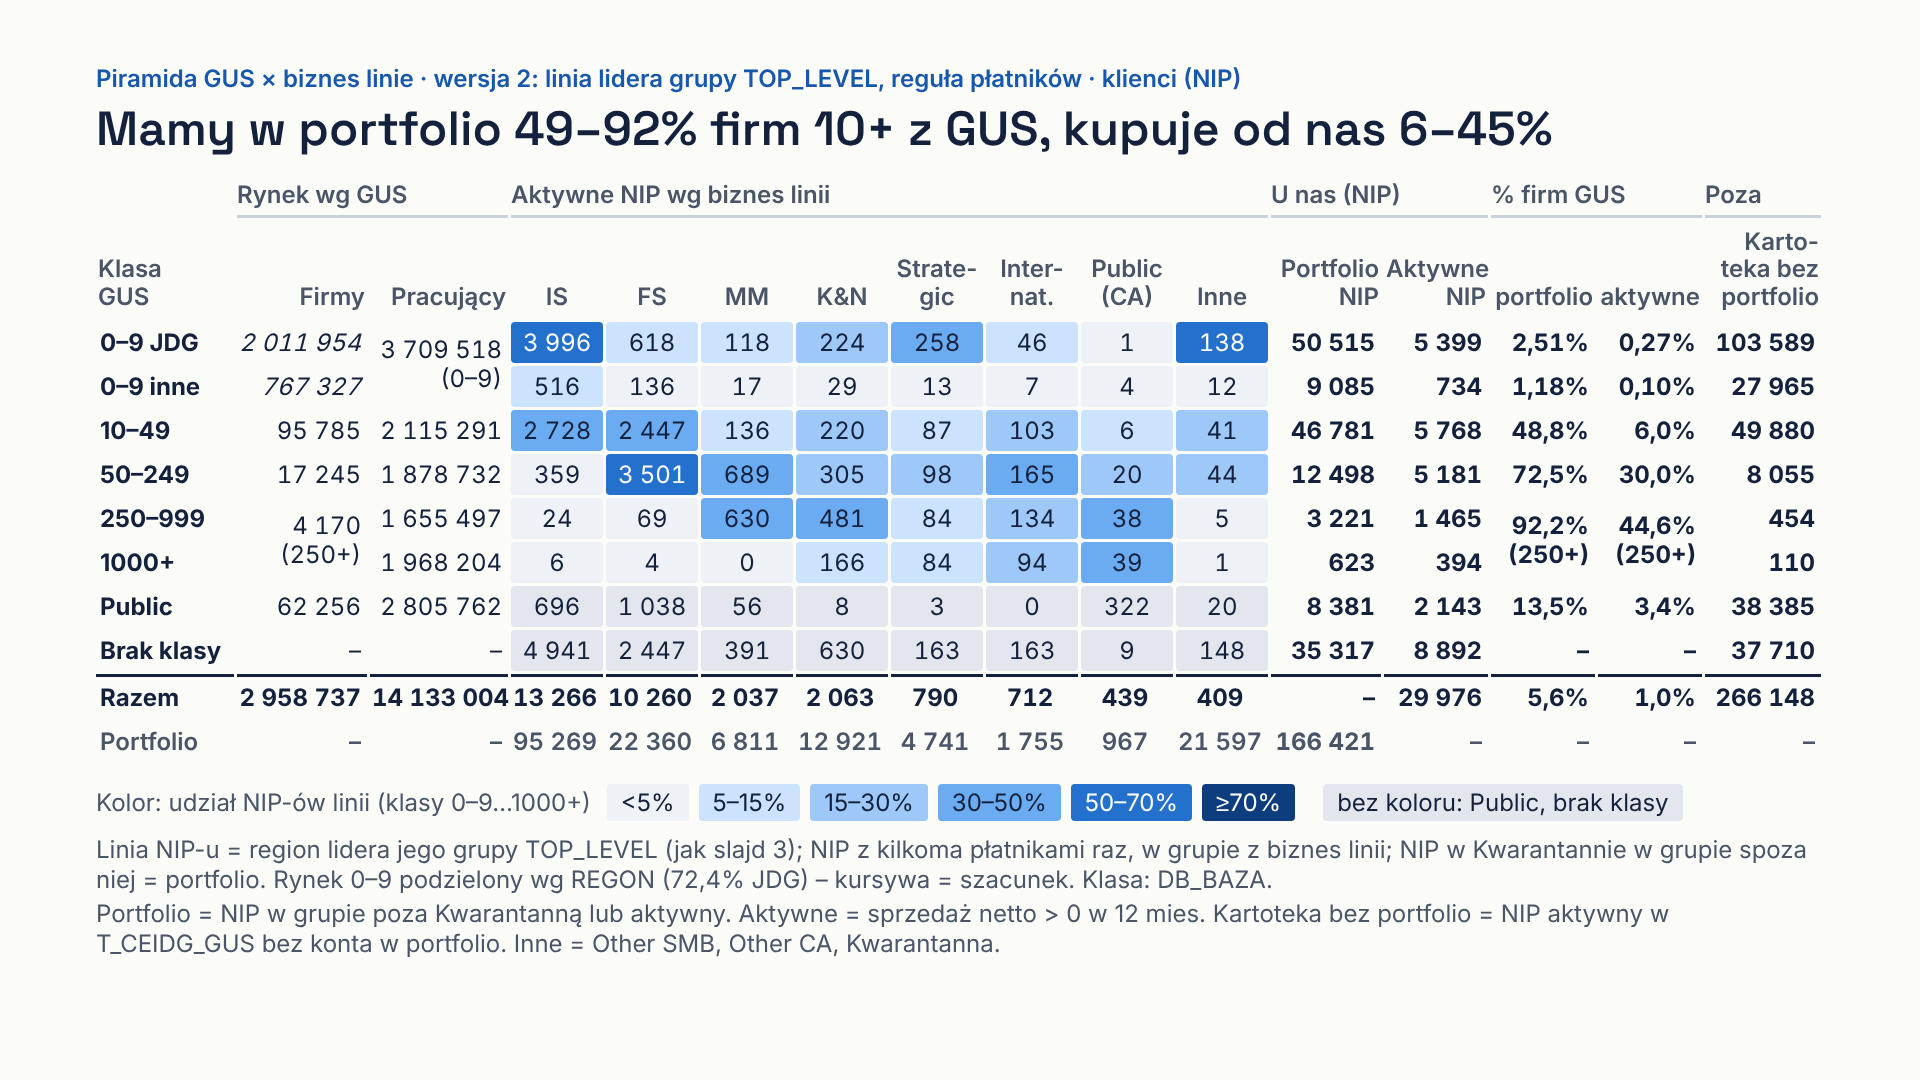 Piramida GUS × biznes linie · wersja 2: linia lidera grupy TOP_LEVEL, reguła płatników · klienci (NIP)
Mamy w portfolio 49–92% firm 10+ z GUS, kupuje od nas 6–45%
Rynek wg GUS Aktywne NIP wg biznes linii U nas (NIP) % firm GUS Poza
Klasa GUS Firmy Pracujący IS FS MM K&N Strate-gic Inter-nat. Public (CA) Inne Portfolio NIP Aktywne NIP portfolio aktywne Karto-teka bez portfolio
0–9 JDG 2 011 954 3 709 518 (0–9) 3 996 618 118 224 258 46 1 138 50 515 5 399 2,51% 0,27% 103 589
0–9 inne 767 327 516 136 17 29 13 7 4 12 9 085 734 1,18% 0,10% 27 965
10–49 95 785 2 115 291 2 728 2 447 136 220 87 103 6 41 46 781 5 768 48,8% 6,0% 49 880
50–249 17 245 1 878 732 359 3 501 689 305 98 165 20 44 12 498 5 181 72,5% 30,0% 8 055
250–999 4 170 (250+) 1 655 497 24 69 630 481 84 134 38 5 3 221 1 465 92,2% (250+) 44,6% (250+) 454
1000+ 1 968 204 6 4 0 166 84 94 39 1 623 394 110
Public 62 256 2 805 762 696 1 038 56 8 3 0 322 20 8 381 2 143 13,5% 3,4% 38 385
Brak klasy – – 4 941 2 447 391 630 163 163 9 148 35 317 8 892 – – 37 710
Razem 2 958 737 14 133 004 13 266 10 260 2 037 2 063 790 712 439 409 – 29 976 5,6% 1,0% 266 148
Portfolio – – 95 269 22 360 6 811 12 921 4 741 1 755 967 21 597 166 421 – – – –
Kolor: udział NIP-ów linii (klasy 0–9…1000+) <5% 5–15% 15–30% 30–50% 50–70% ≥70% bez koloru: Public, brak klasy
Linia NIP-u = region lidera jego grupy TOP_LEVEL (jak slajd 3); NIP z kilkoma płatnikami raz, w grupie z biznes linii; NIP w Kwarantannie w grupie spoza
niej = portfolio. Rynek 0–9 podzielony wg REGON (72,4% JDG) – kursywa = szacunek. Klasa: DB_BAZA.
Portfolio = NIP w grupie poza Kwarantanną lub aktywny. Aktywne = sprzedaż netto > 0 w 12 mies. Kartoteka bez portfolio = NIP aktywny w
T_CEIDG_GUS bez konta w portfolio. Inne = Other SMB, Other CA, Kwarantanna.